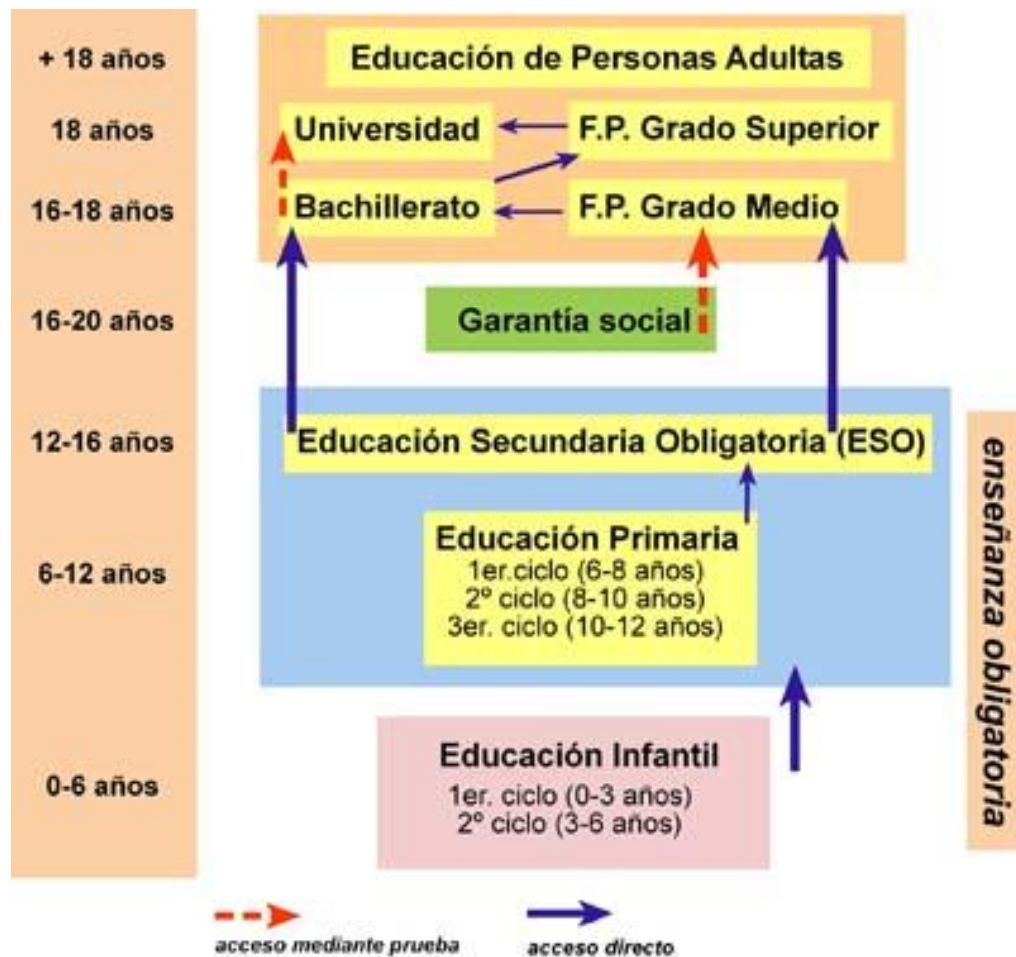 + 18 años
Educación de Personas Adultas
18 años
Universidad
F.P. Grado Superior
16-18 años
Bachillerato
F.P. Grado Medio
16-20 años
Garantía social
12-16 años
Educación Secundaria Obligatoria (ESO)
6-12 años
Educación Primaria
1er.ciclo (6-8 años)
2º ciclo (8-10 años)
3er. ciclo (10-12 años)
enseñanza obligatoria
0-6 años
Educación Infantil
1er. ciclo (0-3 años)
2º ciclo (3-6 años)
acceso mediante prueba
acceso directo